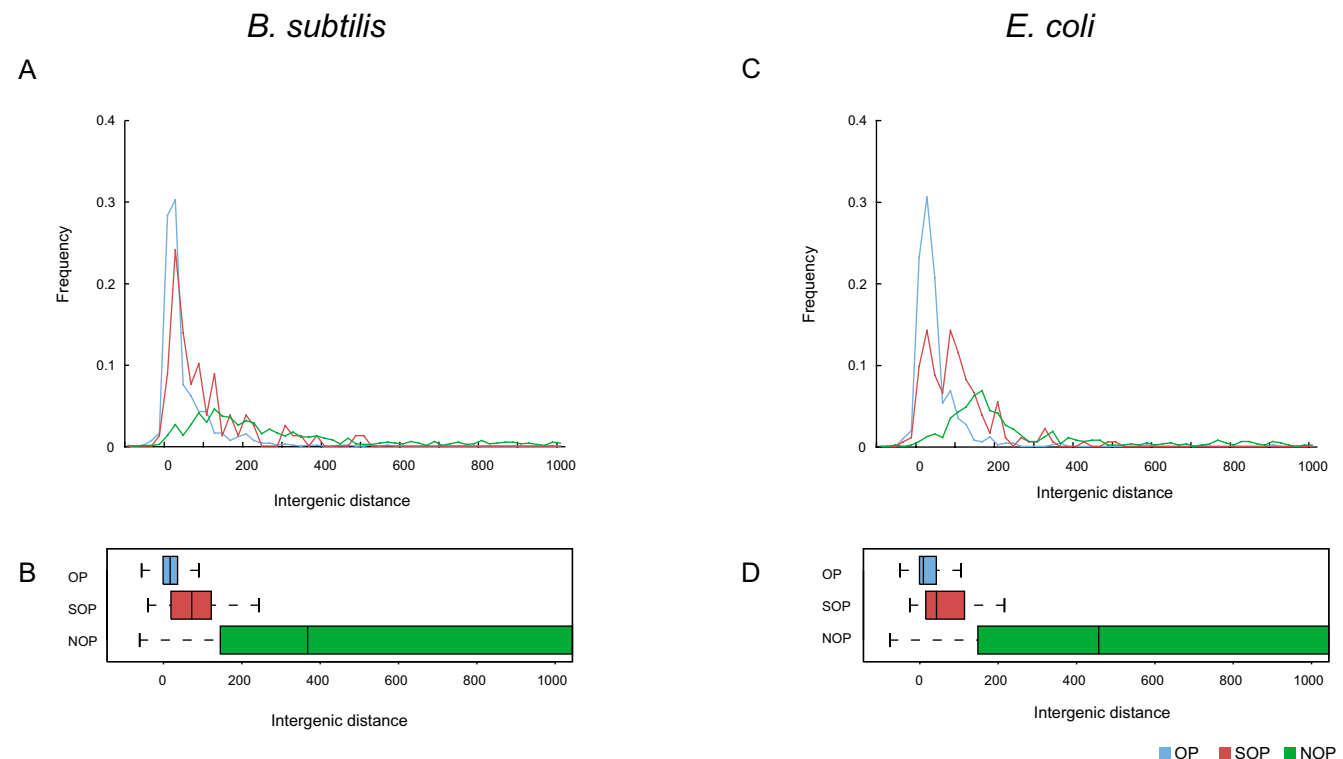 B. subtilis
E. coli
A
C
0.4
0.3
0.2
0.1
0
Frequency
0 200 400 600 800 1000
Intergenic distance
0.4
0.3
0.2
0.1
0
Frequency
0 200 400 600 800 1000
Intergenic distance
B
OP
SOP
NOP
0 200 400 600 800 1000
Intergenic distance
D
OP
SOP
NOP
0 200 400 600 800 1000
Intergenic distance
OP SOP NOP